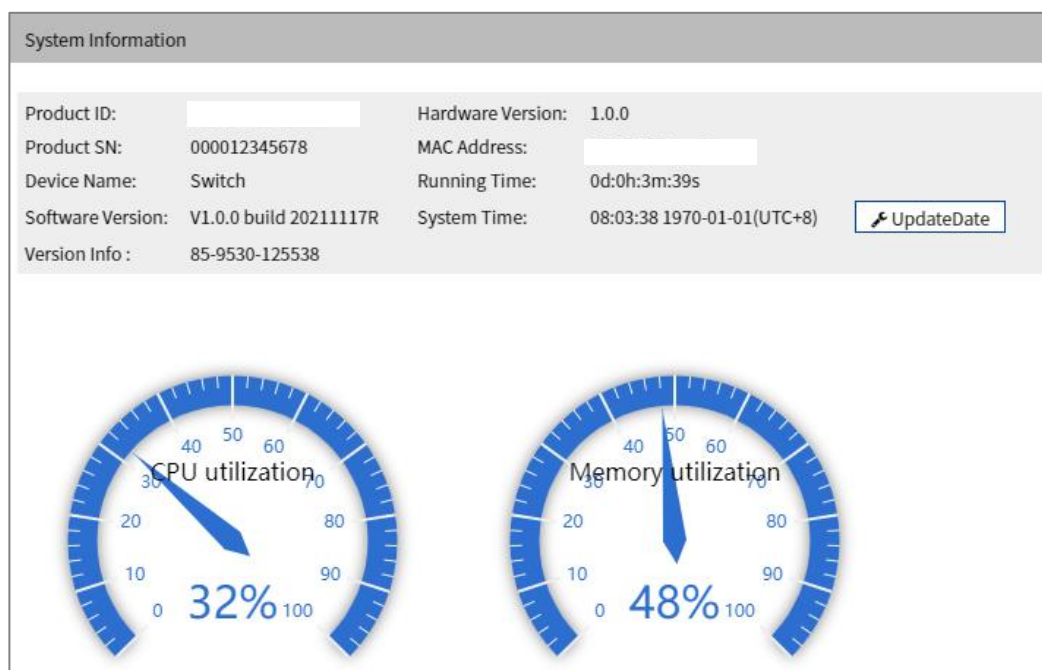 System Information
Product ID: Hardware Version: 1.0.0
Product SN: 000012345678 MAC Address:
Device Name: Switch Running Time: 0d:0h:3m:39s
Software Version: V1.0.0 build 20211117R System Time: 08:03:38 1970-01-01(UTC+8) UpdateDate
Version Info : 85-9530-125538
0 10 20 30 40 50 60 70 80 90 100
CPU utilization
32%
0 10 20 30 40 50 60 70 80 90 100
Memory utilization
48%